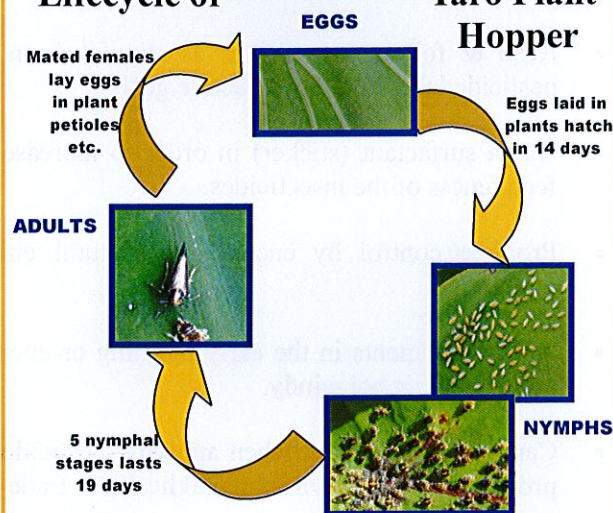 Lifecycle of Taro Plant
Hopper
EGGS
Mated females
lay eggs
in plant
petioles
etc.
Eggs laid in
plants hatch
in 14 days
ADULTS
NYMPHS
5 nymphal
stages lasts
19 days